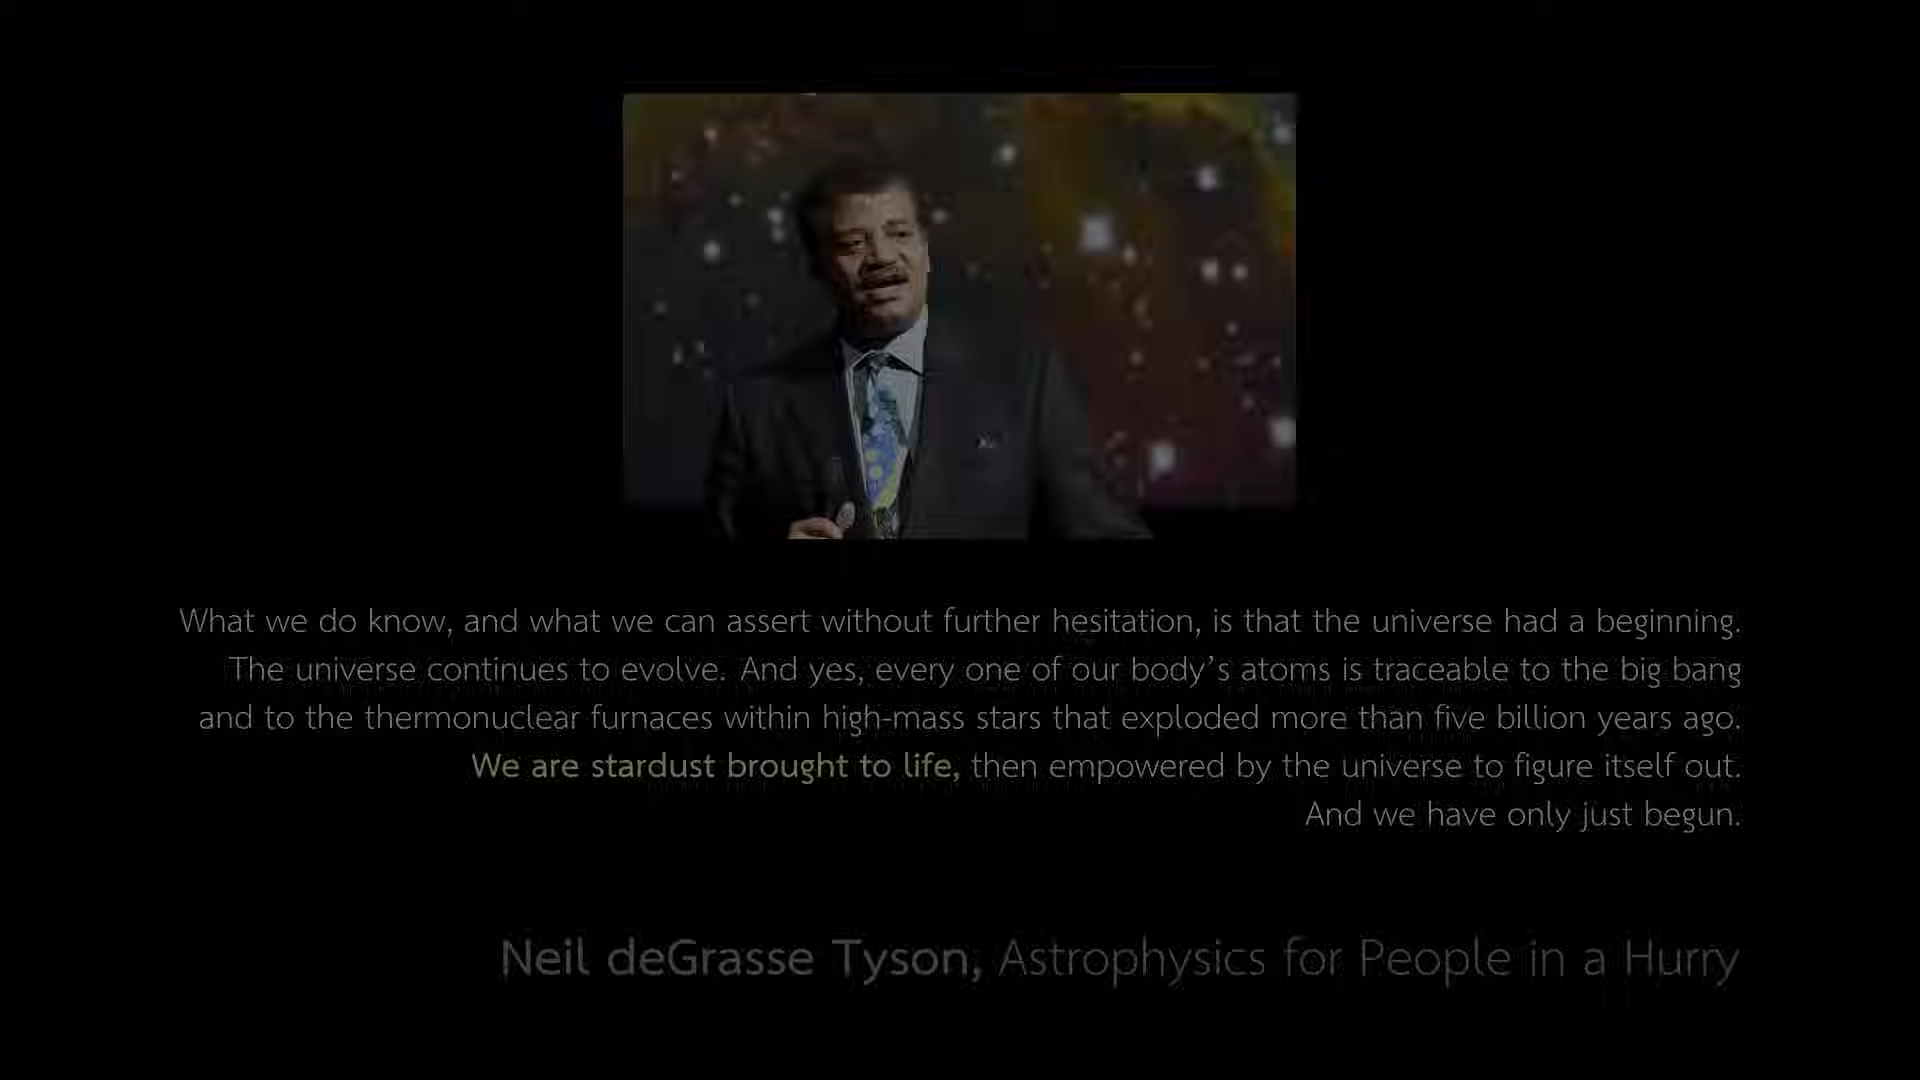 What we do know, and what we can assert without further hesitation, is that the universe had a beginning.
The universe continues to evolve. And yes, every one of our body’s atoms is traceable to the big bang
and to the thermonuclear furnaces within high-mass stars that exploded more than five billion years ago.
We are stardust brought to life, then empowered by the universe to figure itself out.
And we have only just begun.
Neil deGrasse Tyson, Astrophysics for People in a Hurry